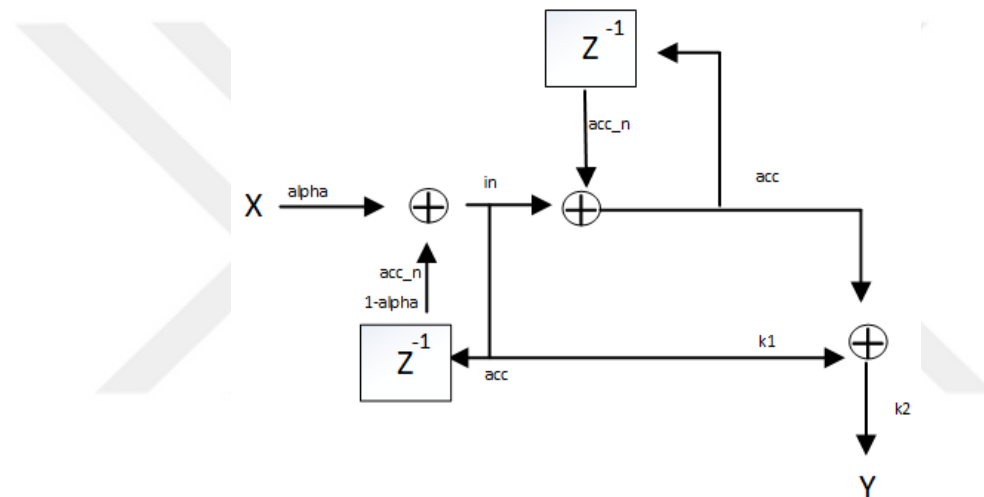 Z -1
acc_n
acc
in
X
alpha
acc_n
1-alpha
Z -1
acc
k1
k2
Y